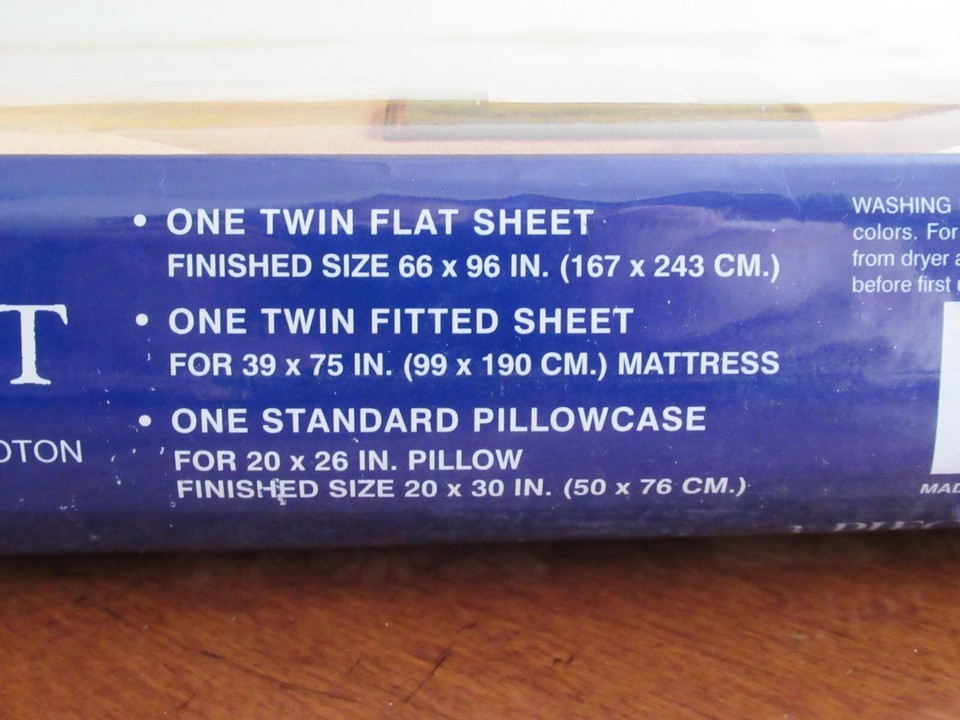 • ONE TWIN FLAT SHEET
FINISHED SIZE 66 x 96 IN. (167 x 243 CM.)
• ONE TWIN FITTED SHEET
FOR 39 x 75 IN. (99 x 190 CM.) MATTRESS
• ONE STANDARD PILLOWCASE
FOR 20 x 26 IN. PILLOW
FINISHED SIZE 20 x 30 IN. (50 x 76 CM.)
T
OTON
WASHING
colors. For
from dryer a
before first u
MAD